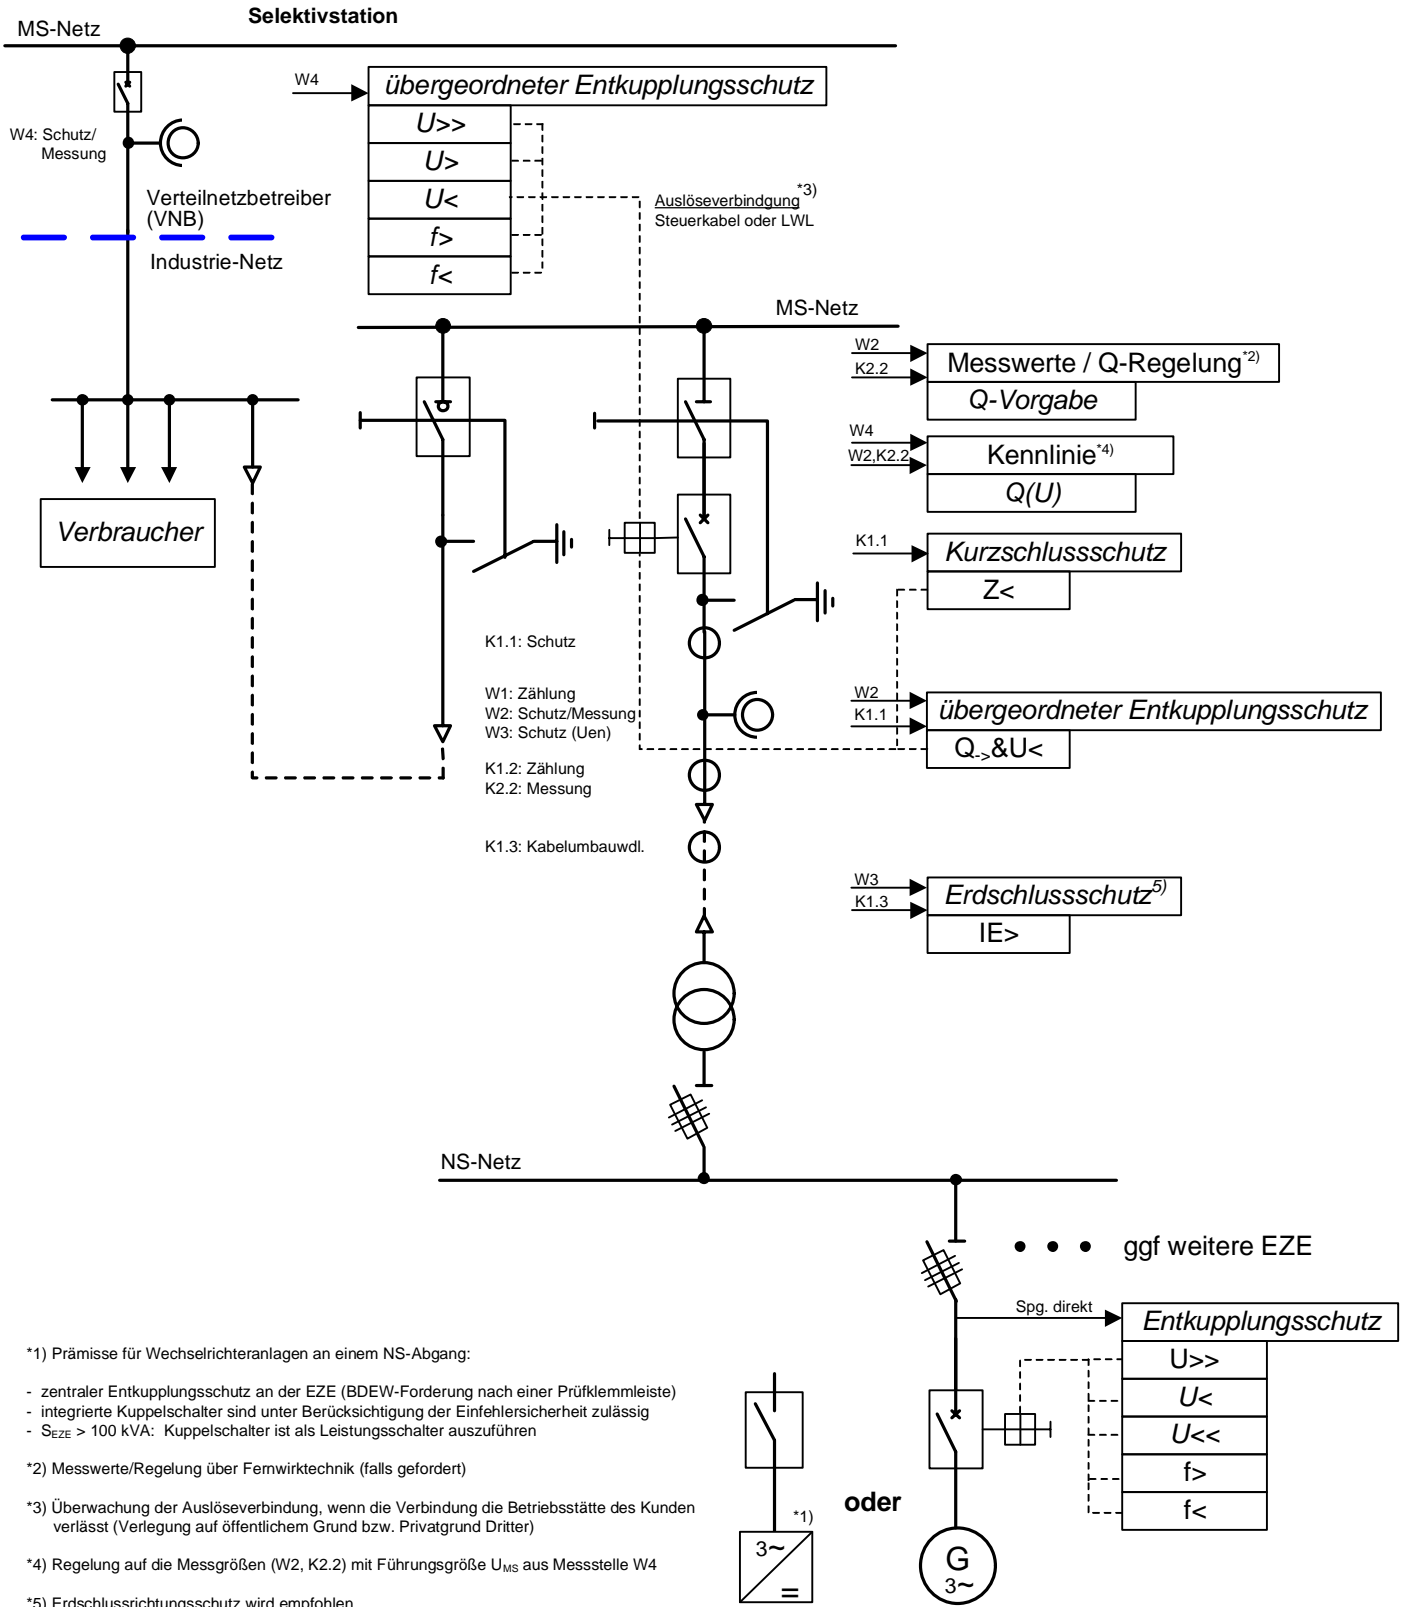 Selektivstation
MS-Netz
W4
übergeordneter Entkupplungsschutz
U>>
U>
U<
f>
f<
W4: Schutz/
Messung
Verteilnetzbetreiber
(VNB)
Industrie-Netz
Auslöseverbindgung*3)
Steuerkabel oder LWL
MS-Netz
W2
K2.2
Messwerte / Q-Regelung*2)
Q-Vorgabe
W4
W2,K2.2
Kennlinie*4)
Q(U)
Verbraucher
K1.1
Kurzschlussschutz
Z<
K1.1: Schutz
W1: Zählung
W2: Schutz/Messung
W3: Schutz (Uen)
W2
K1.1
übergeordneter Entkupplungsschutz
Q->&U<
K1.2: Zählung
K2.2: Messung
K1.3: Kabelumbauwdl.
W3
K1.3
Erdschlussschutz5)
IE>
NS-Netz
ggf weitere EZE
Spg. direkt
Entkupplungsschutz
U>>
U<
U<<
f>
f<
*1) Prämisse für Wechselrichteranlagen an einem NS-Abgang:
- zentraler Entkupplungsschutz an der EZE (BDEW-Forderung nach einer Prüfklemmleiste)
- integrierte Kuppelschalter sind unter Berücksichtigung der Einfehlersicherheit zulässig
- SEZE > 100 kVA: Kuppelschalter ist als Leistungsschalter auszuführen
*2) Messwerte/Regelung über Fernwirktechnik (falls gefordert)
*3) Überwachung der Auslöseverbindung, wenn die Verbindung die Betriebsstätte des Kunden
verlässt (Verlegung auf öffentlichem Grund bzw. Privatgrund Dritter)
*4) Regelung auf die Messgrößen (W2, K2.2) mit Führungsgröße UMS aus Messstelle W4
*5) Erdschlussrichtungsschutz wird empfohlen
*1)
3~
=
oder
G
3~